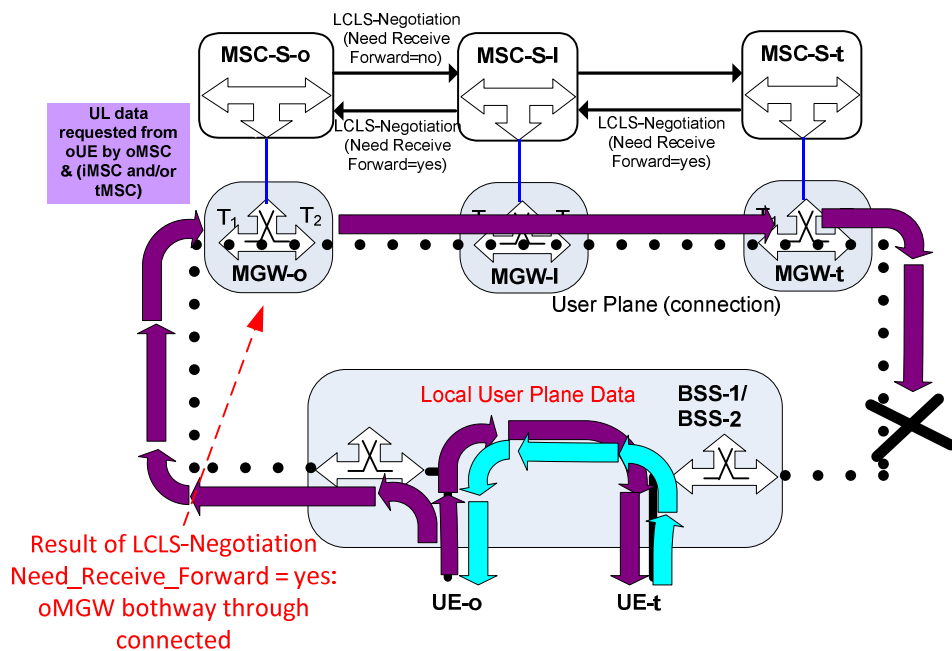 LCLS-Negotiation
(Need Receive
Forward=no)
MSC-S-o
MSC-S-I
MSC-S-t
LCLS-Negotiation
(Need Receive
Forward=yes)
LCLS-Negotiation
(Need Receive
Forward=yes)
UL data
requested from
oUE by oMSC
& (iMSC and/or
tMSC)
T1 T2
MGW-o
MGW-I
MGW-t
User Plane (connection)
Local User Plane Data
BSS-1/
BSS-2
Result of LCLS-Negotiation
Need_Receive_Forward = yes:
oMGW bothway through
connected
UE-o
UE-t